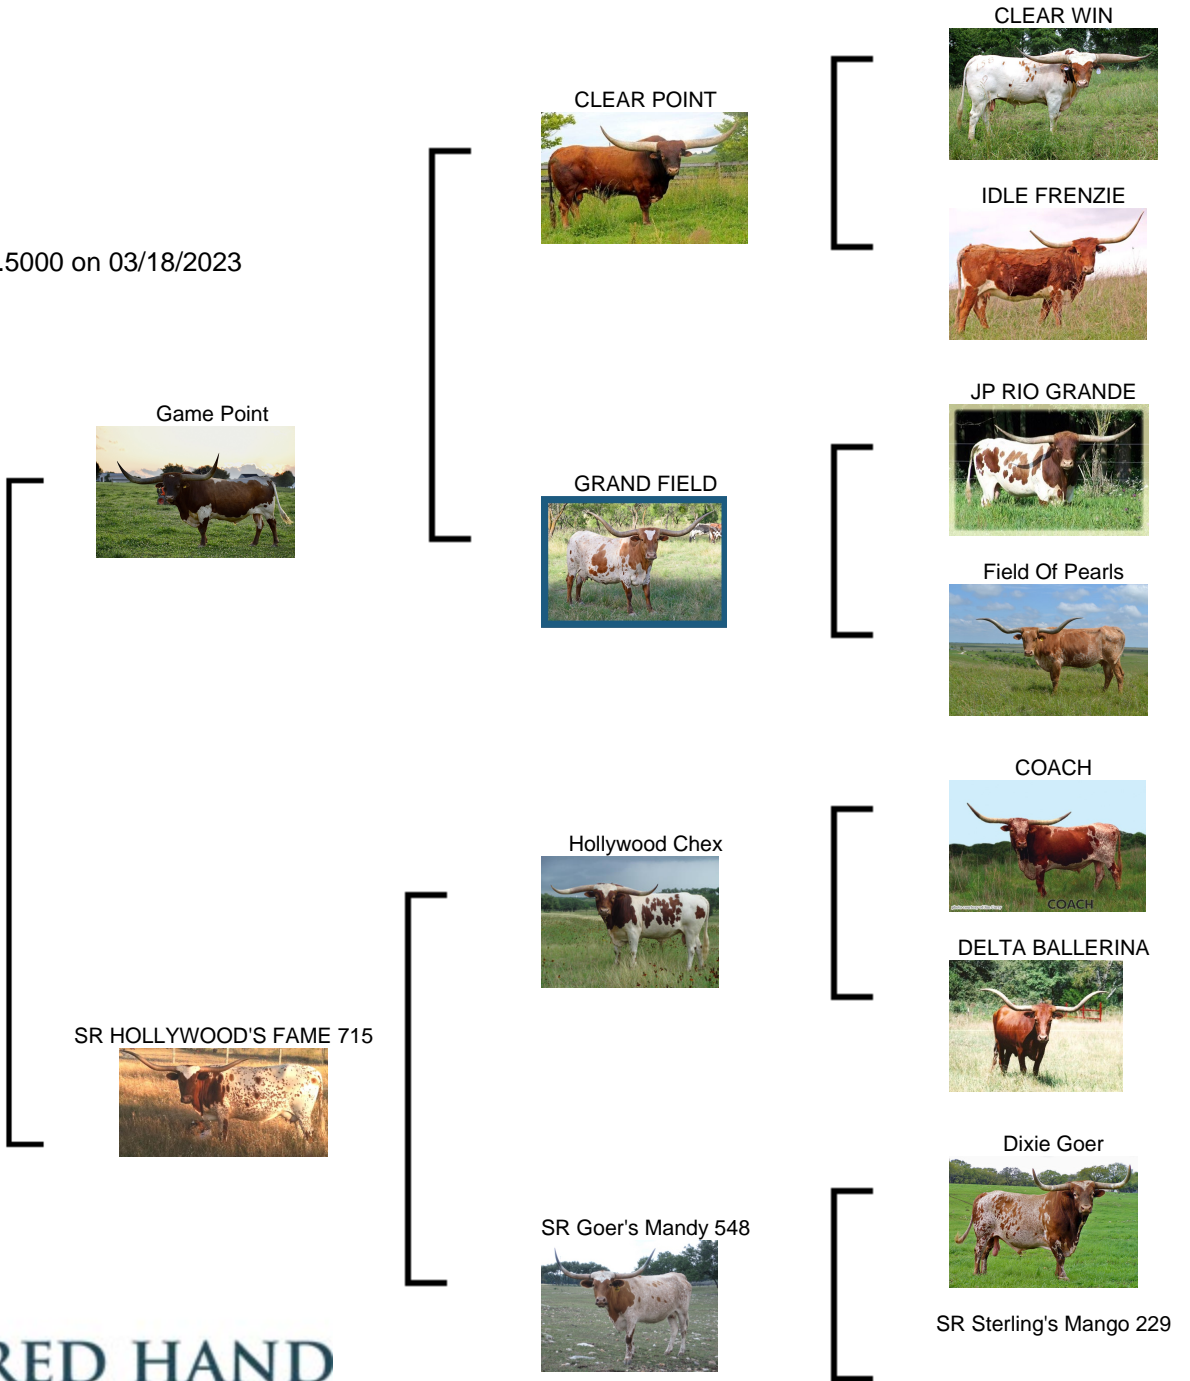 CLEAR WIN
CLEAR POINT
IDLE FRENZIE
.5000 on 03/18/2023
JP RIO GRANDE
Game Point
GRAND FIELD
Field Of Pearls
COACH
COACH
Hollywood Chex
DELTA BALLERINA
SR HOLLYWOOD'S FAME 715
Dixie Goer
SR Goer's Mandy 548
SR Sterling's Mango 229
RED HAND